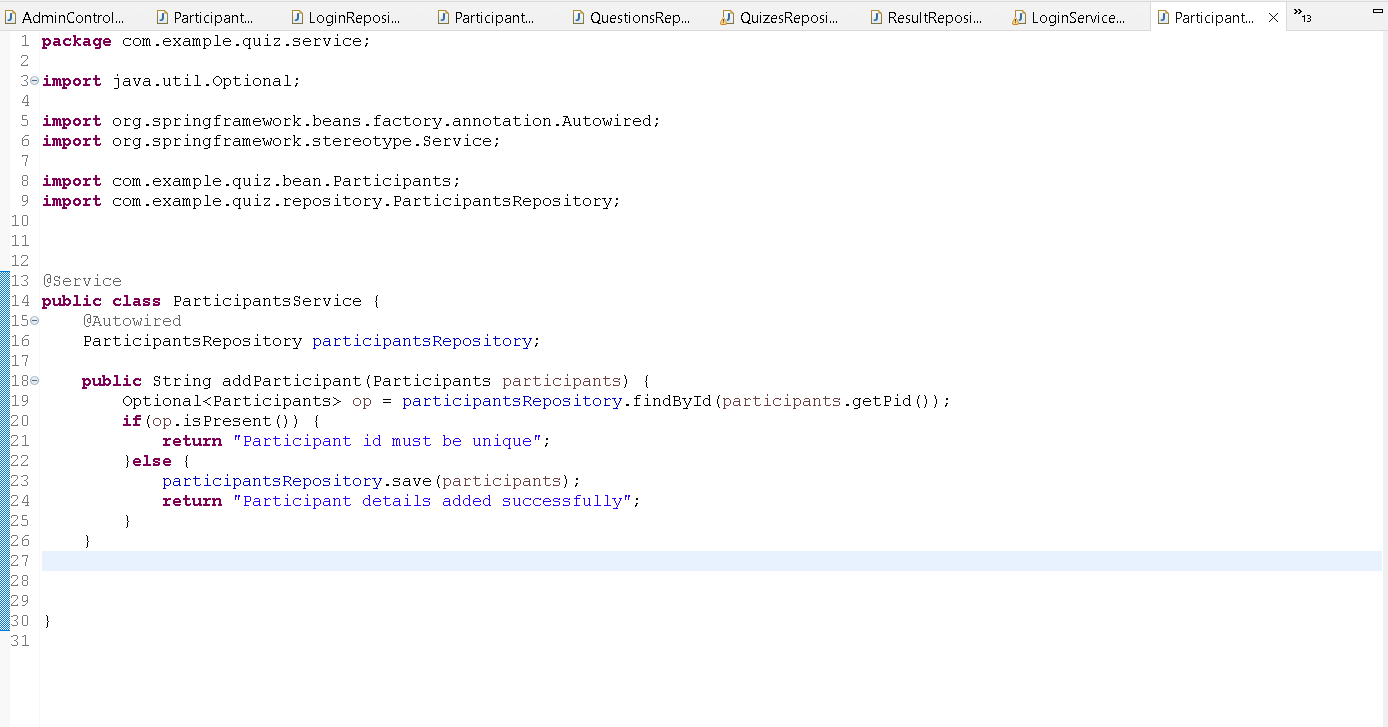 AdminControl... Participant... LoginReposi... Participant... QuestionsRep... QuizesReposi... ResultReposi... LoginService... Participant... »13
1 package com.example.quiz.service;
2
3 import java.util.Optional;
4
5 import org.springframework.beans.factory.annotation.Autowired;
6 import org.springframework.stereotype.Service;
7
8 import com.example.quiz.bean.Participants;
9 import com.example.quiz.repository.ParticipantsRepository;
10
11
12
13 @Service
14 public class ParticipantsService {
15     @Autowired
16     ParticipantsRepository participantsRepository;
17
18     public String addParticipant(Participants participants) {
19         Optional<Participants> op = participantsRepository.findById(participants.getPid());
20         if(op.isPresent()) {
21             return "Participant id must be unique";
22         }else {
23             participantsRepository.save(participants);
24             return "Participant details added successfully";
25         }
26     }
27
28
29
30 }
31